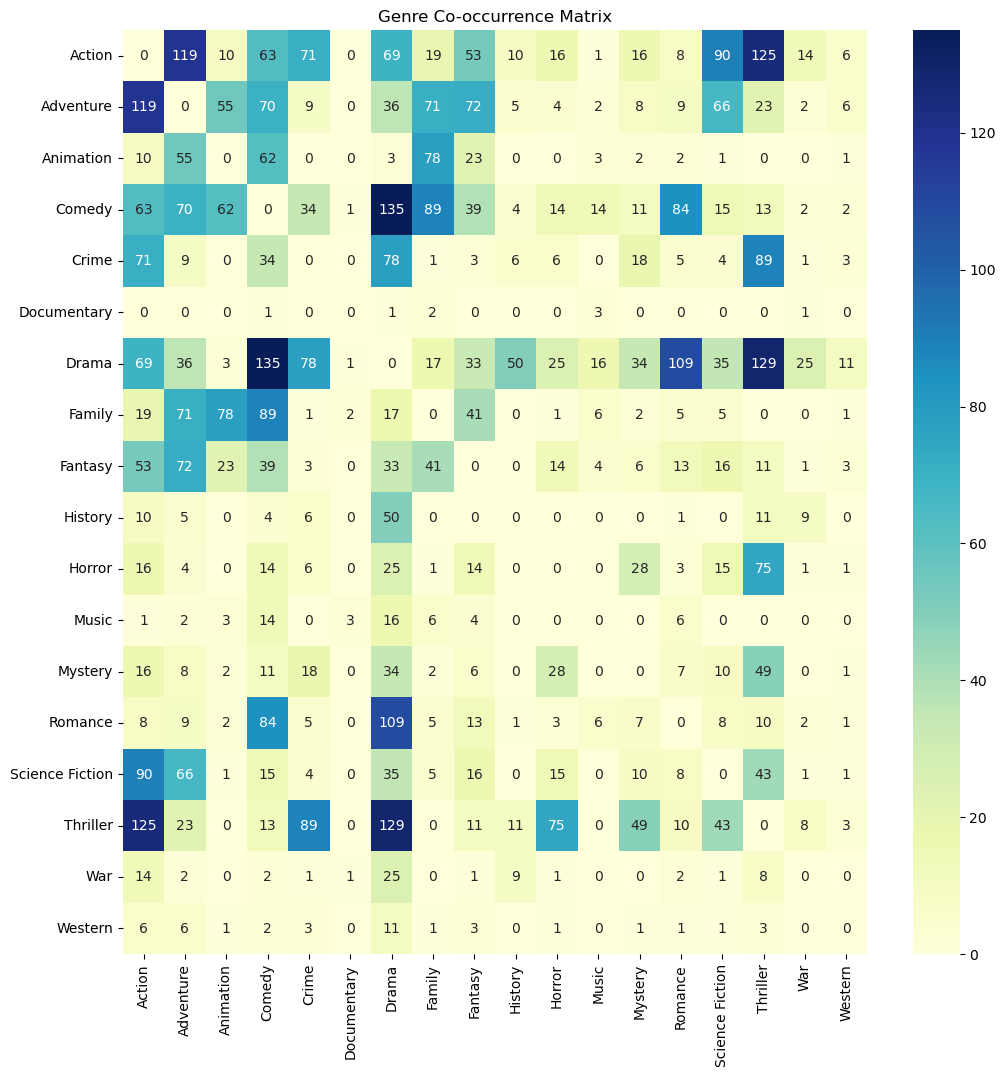 Genre Co-occurrence Matrix
Action 0 119 10 63 71 0 69 19 53 10 16 1 16 8 90 125 14 6
Adventure 119 0 55 70 9 0 36 71 72 5 4 2 8 9 66 23 2 6
Animation 10 55 0 62 0 0 3 78 23 0 0 3 2 2 1 0 0 1
Comedy 63 70 62 0 34 1 135 89 39 4 14 14 11 84 15 13 2 2
Crime 71 9 0 34 0 0 78 1 3 6 6 0 18 5 4 89 1 3
Documentary 0 0 0 1 0 0 1 2 0 0 0 3 0 0 0 0 1 0
Drama 69 36 3 135 78 1 0 17 33 50 25 16 34 109 35 129 25 11
Family 19 71 78 89 1 2 17 0 41 0 1 6 2 5 5 0 0 1
Fantasy 53 72 23 39 3 0 33 41 0 0 14 4 6 13 16 11 1 3
History 10 5 0 4 6 0 50 0 0 0 0 0 0 1 0 11 9 0
Horror 16 4 0 14 6 0 25 1 14 0 0 0 28 3 15 75 1 1
Music 1 2 3 14 0 3 16 6 4 0 0 0 0 6 0 0 0 0
Mystery 16 8 2 11 18 0 34 2 6 0 28 0 0 7 10 49 0 1
Romance 8 9 2 84 5 0 109 5 13 1 3 6 7 0 8 10 2 1
Science Fiction 90 66 1 15 4 0 35 5 16 0 15 0 10 8 0 43 1 1
Thriller 125 23 0 13 89 0 129 0 11 11 75 0 49 10 43 0 8 3
War 14 2 0 2 1 1 25 0 1 9 1 0 0 2 1 8 0 0
Western 6 6 1 2 3 0 11 1 3 0 1 0 1 1 1 3 0 0
Action
Adventure
Animation
Comedy
Crime
Documentary
Drama
Family
Fantasy
History
Horror
Music
Mystery
Romance
Science Fiction
Thriller
War
Western
120
100
80
60
40
20
0